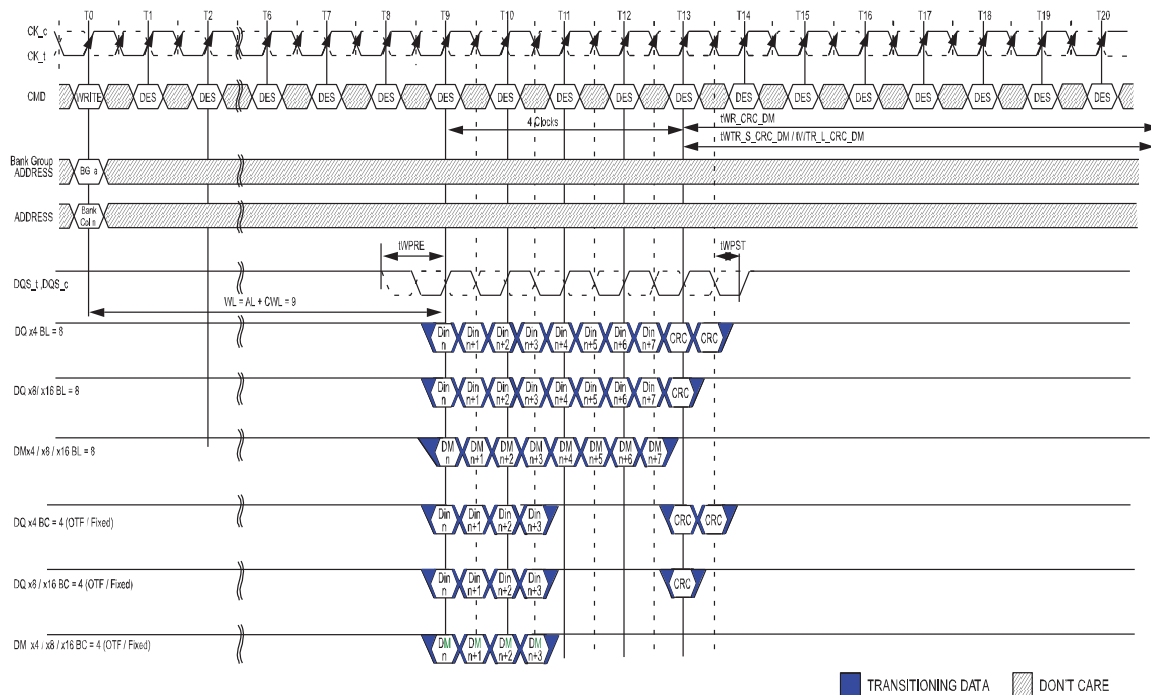 T0 T1 T2 T6 T7 T8 T9 T10 T11 T12 T13 T14 T15 T16 T17 T18 T19 T20
CK_c
CK_t
CMD WRITE DES DES DES DES DES DES DES DES DES DES DES DES DES DES DES DES DES
4 Clocks
tWR_CRC_DM
tWTR_S_CRC_DM / tWTR_L_CRC_DM
Bank Group
ADDRESS
BG a
ADDRESS
Bank
Col n
tWPRE tWPST
DQS_t ,DQS_c
WL = AL + CWL = 9
DQ x4 BL = 8
Din Din Din Din Din Din Din Din CRC CRC
n n+1 n+2 n+3 n+4 n+5 n+6 n+7
DQ x8/ x16 BL = 8
Din Din Din Din Din Din Din Din CRC
n n+1 n+2 n+3 n+4 n+5 n+6 n+7
DMx4 / x8 / x16 BL = 8
DM DM DM DM DM DM DM DM
n n+1 n+2 n+3 n+4 n+5 n+6 n+7
DQ x4 BC = 4 (OTF / Fixed)
Din Din Din Din CRC CRC
n n+1 n+2 n+3
DQ x8 / x16 BC = 4 (OTF / Fixed)
Din Din Din Din CRC
n n+1 n+2 n+3
DM x4 / x8 / x16 BC = 4 (OTF / Fixed)
DM DM DM DM
n n+1 n+2 n+3
TRANSITIONING DATA DON'T CARE